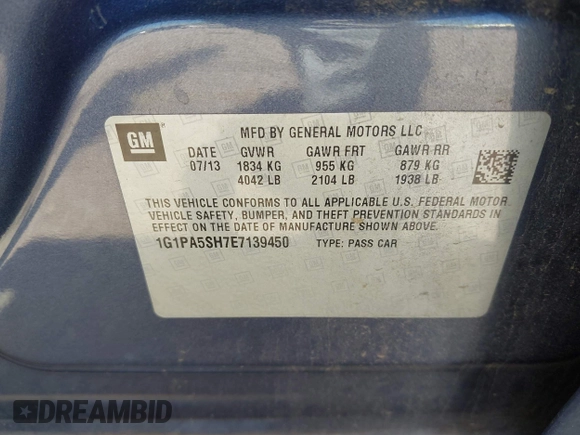 GM
MFD BY GENERAL MOTORS LLC
DATE GVWR GAWR FRT GAWR RR
07/13 1834 KG 955 KG 879 KG
4042 LB 2104 LB 1938 LB
THIS VEHICLE CONFORMS TO ALL APPLICABLE U.S. FEDERAL MOTOR
VEHICLE SAFETY, BUMPER, AND THEFT PREVENTION STANDARDS IN
EFFECT ON THE DATE OF MANUFACTURE SHOWN ABOVE.
1G1PA5SH7E7139450 TYPE: PASS CAR
DREAMBID